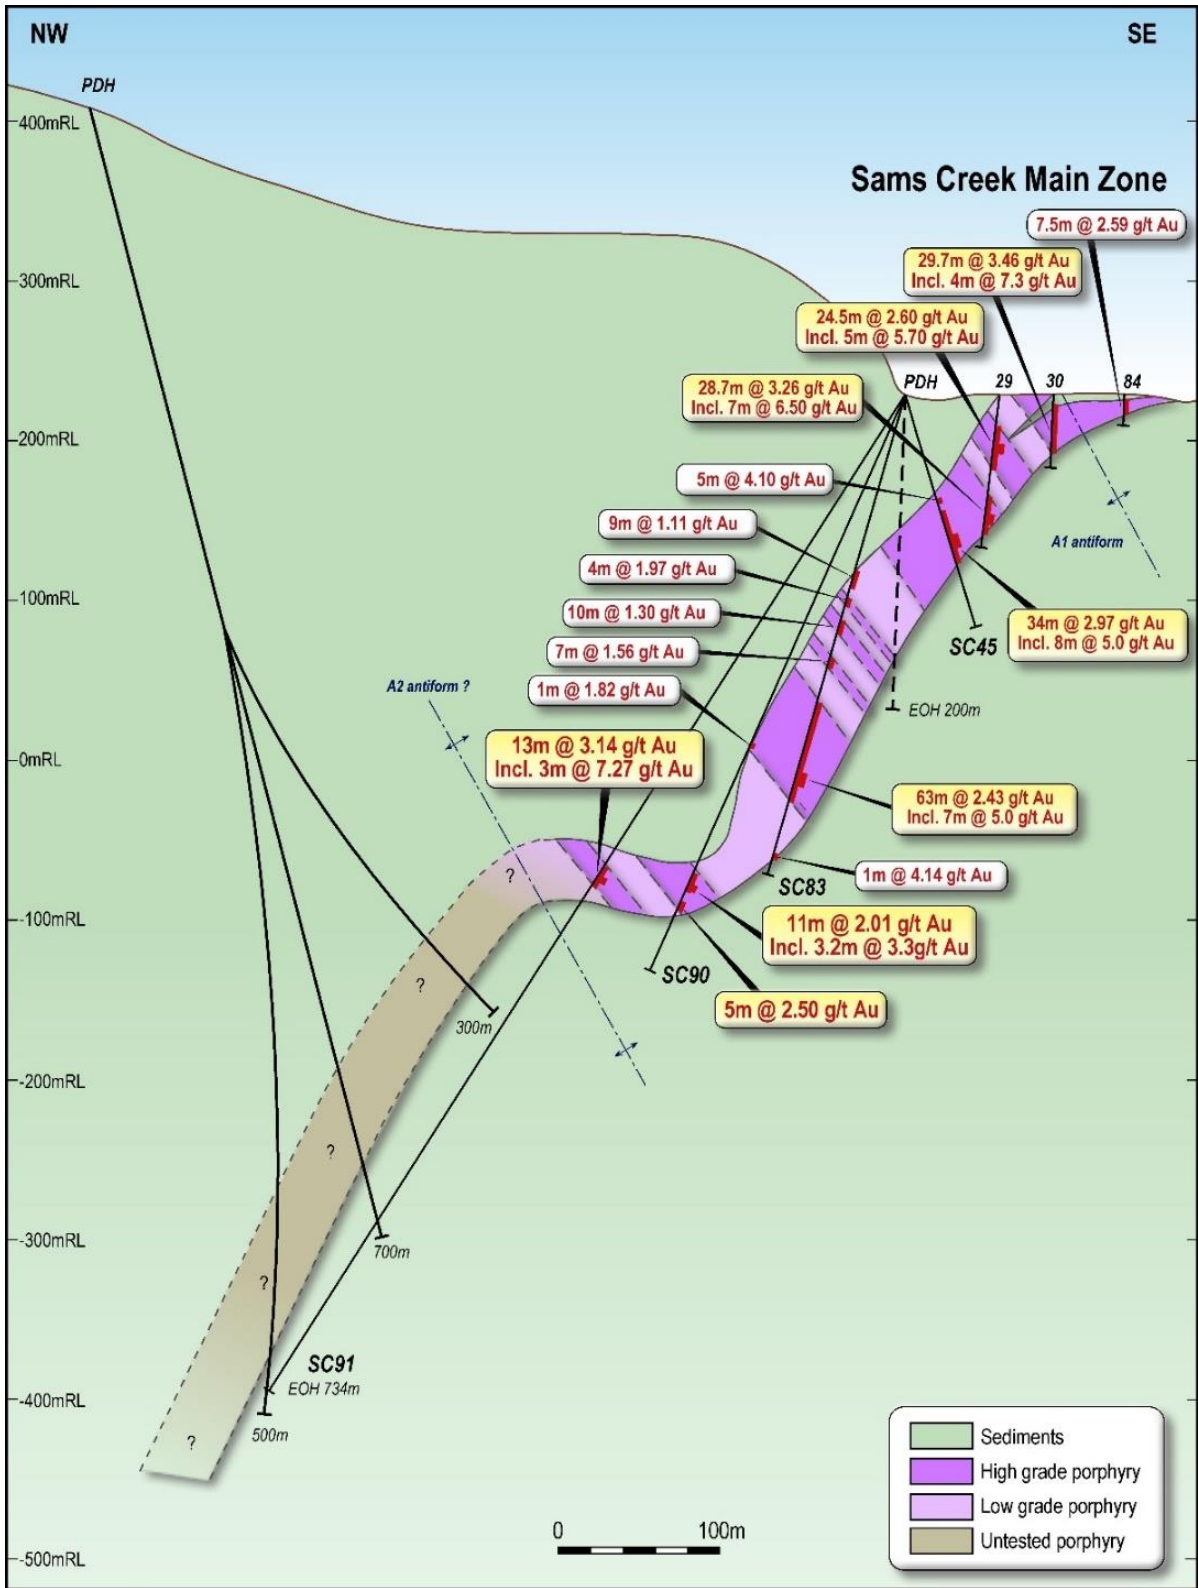 NW
SE
PDH
400mRL
Sams Creek Main Zone
7.5m @ 2.59 g/t Au
29.7m @ 3.46 g/t Au
Incl. 4m @ 7.3 g/t Au
300mRL
24.5m @ 2.60 g/t Au
Incl. 5m @ 5.70 g/t Au
28.7m @ 3.26 g/t Au
Incl. 7m @ 6.50 g/t Au
PDH
29
30
84
200mRL
5m @ 4.10 g/t Au
9m @ 1.11 g/t Au
A1 antiform
4m @ 1.97 g/t Au
100mRL
10m @ 1.30 g/t Au
34m @ 2.97 g/t Au
Incl. 8m @ 5.0 g/t Au
SC45
7m @ 1.56 g/t Au
A2 antiform ?
1m @ 1.82 g/t Au
EOH 200m
13m @ 3.14 g/t Au
Incl. 3m @ 7.27 g/t Au
0mRL
63m @ 2.43 g/t Au
Incl. 7m @ 5.0 g/t Au
?
SC83
1m @ 4.14 g/t Au
-100mRL
11m @ 2.01 g/t Au
Incl. 3.2m @ 3.3g/t Au
SC90
?
5m @ 2.50 g/t Au
300m
-200mRL
?
-300mRL
700m
?
SC91
EOH 734m
-400mRL
500m
?
Sediments
High grade porphyry
Low grade porphyry
Untested porphyry
0
100m
-500mRL